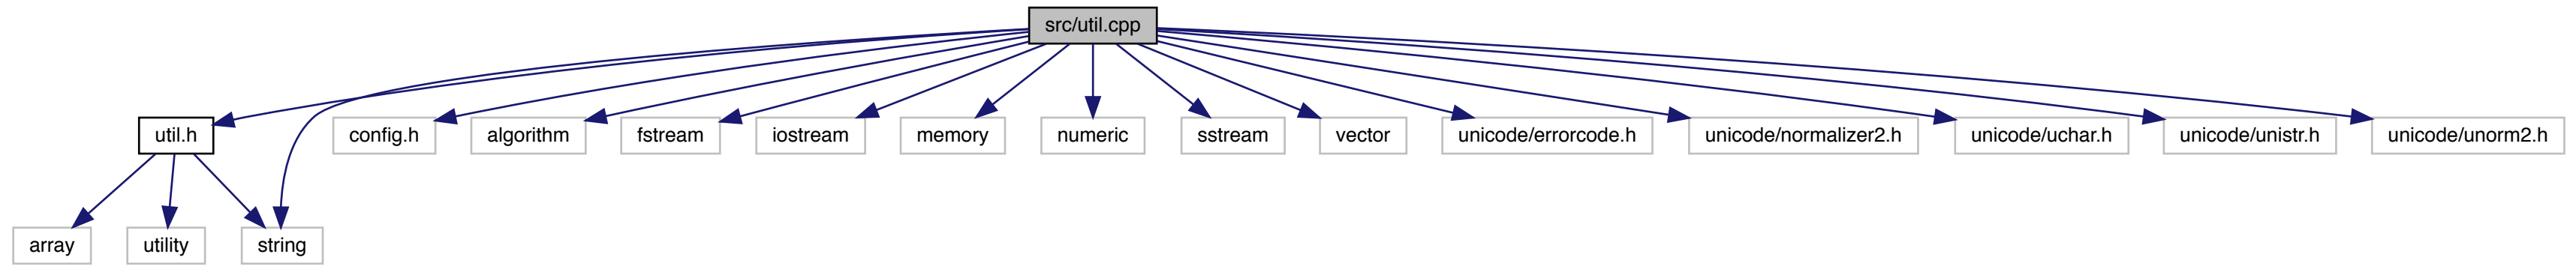 src/util.cpp
util.h
config.h
algorithm
fstream
iostream
memory
numeric
sstream
vector
unicode/errorcode.h
unicode/normalizer2.h
unicode/uchar.h
unicode/unistr.h
unicode/unorm2.h
array
utility
string